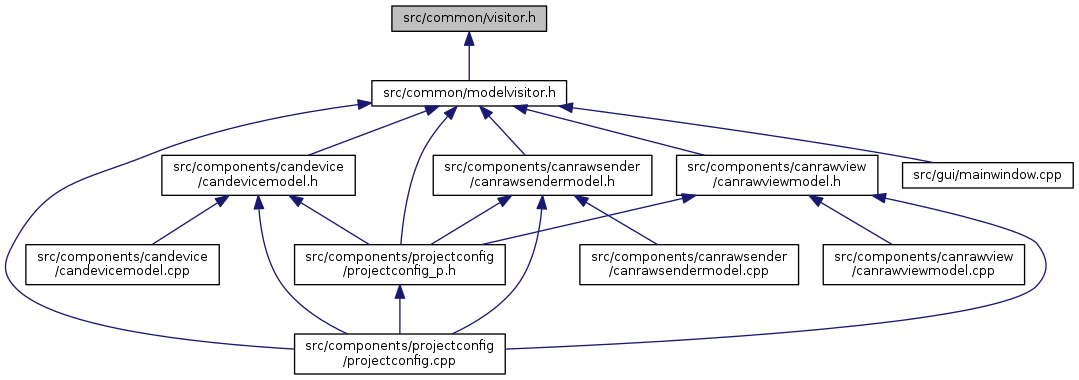 src/common/visitor.h
src/common/modelvisitor.h
src/components/candevice
/candevicemodel.h
src/components/canrawsender
/canrawsendermodel.h
src/components/canrawview
/canrawviewmodel.h
src/gui/mainwindow.cpp
src/components/candevice
/candevicemodel.cpp
src/components/projectconfig
/projectconfig_p.h
src/components/canrawsender
/canrawsendermodel.cpp
src/components/canrawview
/canrawviewmodel.cpp
src/components/projectconfig
/projectconfig.cpp